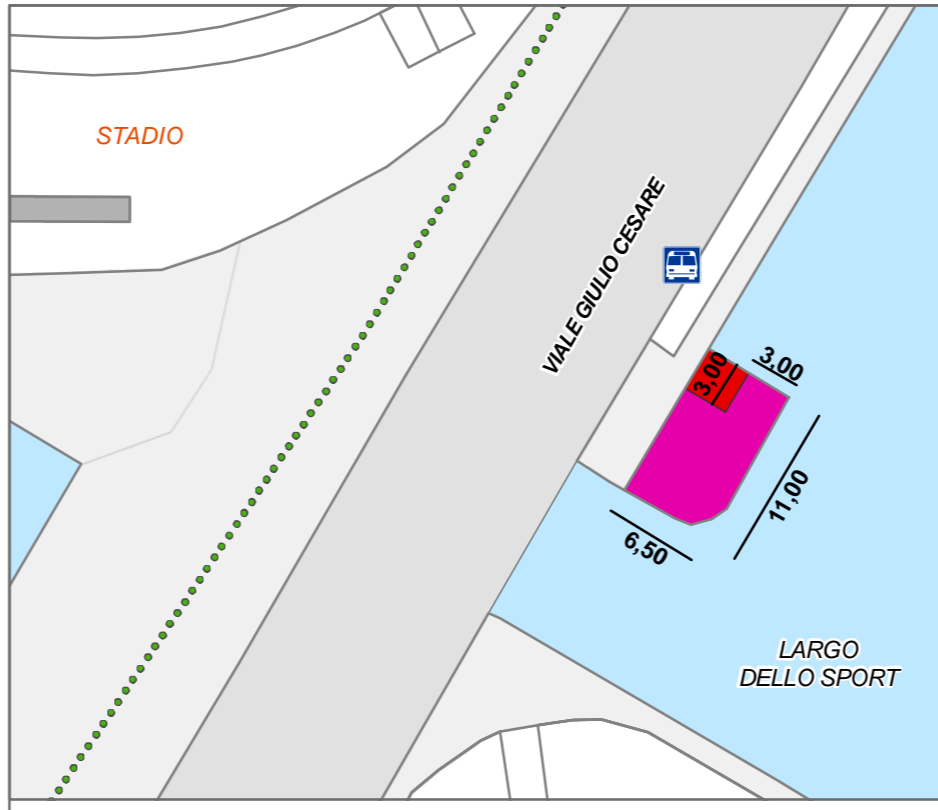 STADIO
VIALE GIULIO CESARE
3,00
3,00
11,00
6,50
LARGO
DELLO SPORT